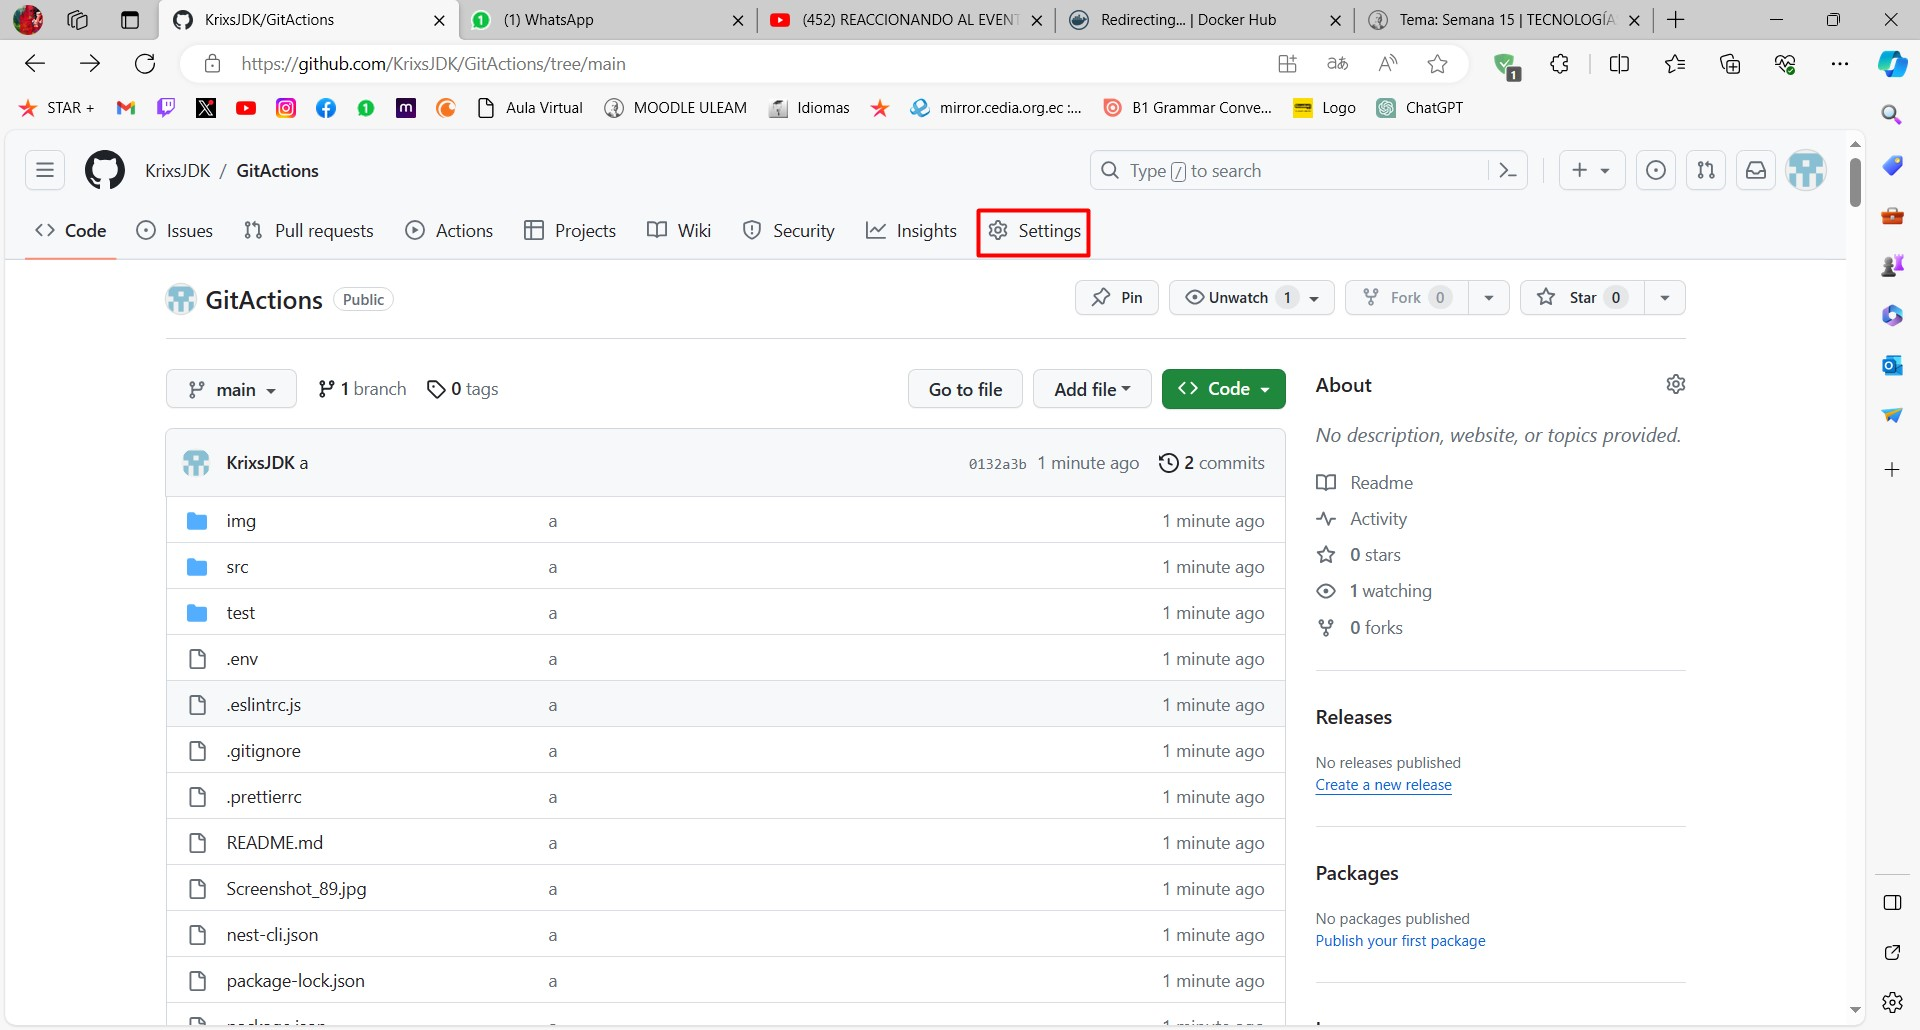 KrixsJDK/GitActions
(1) WhatsApp
(452) REACCIONANDO AL EVENT
Redirecting... | Docker Hub
Tema: Semana 15 | TECNOLOGÍA
https://github.com/KrixsJDK/GitActions/tree/main
aあ
A
1
STAR +
X
1
m
Aula Virtual
MOODLE ULEAM
Idiomas
mirror.cedia.org.ec :...
B1 Grammar Conve...
Logo
ChatGPT
KrixsJDK / GitActions
Type / to search
Code
Issues
Pull requests
Actions
Projects
Wiki
Security
Insights
Settings
GitActions
Public
Pin
Unwatch 1
Fork 0
Star 0
main
1 branch
0 tags
Go to file
Add file
Code
KrixsJDK a
0132a3b 1 minute ago
2 commits
img a 1 minute ago
src a 1 minute ago
test a 1 minute ago
.env a 1 minute ago
.eslintrc.js a 1 minute ago
.gitignore a 1 minute ago
.prettierrc a 1 minute ago
README.md a 1 minute ago
Screenshot_89.jpg a 1 minute ago
nest-cli.json a 1 minute ago
package-lock.json a 1 minute ago
About
No description, website, or topics provided.
Readme
Activity
0 stars
1 watching
0 forks
Releases
No releases published
Create a new release
Packages
No packages published
Publish your first package